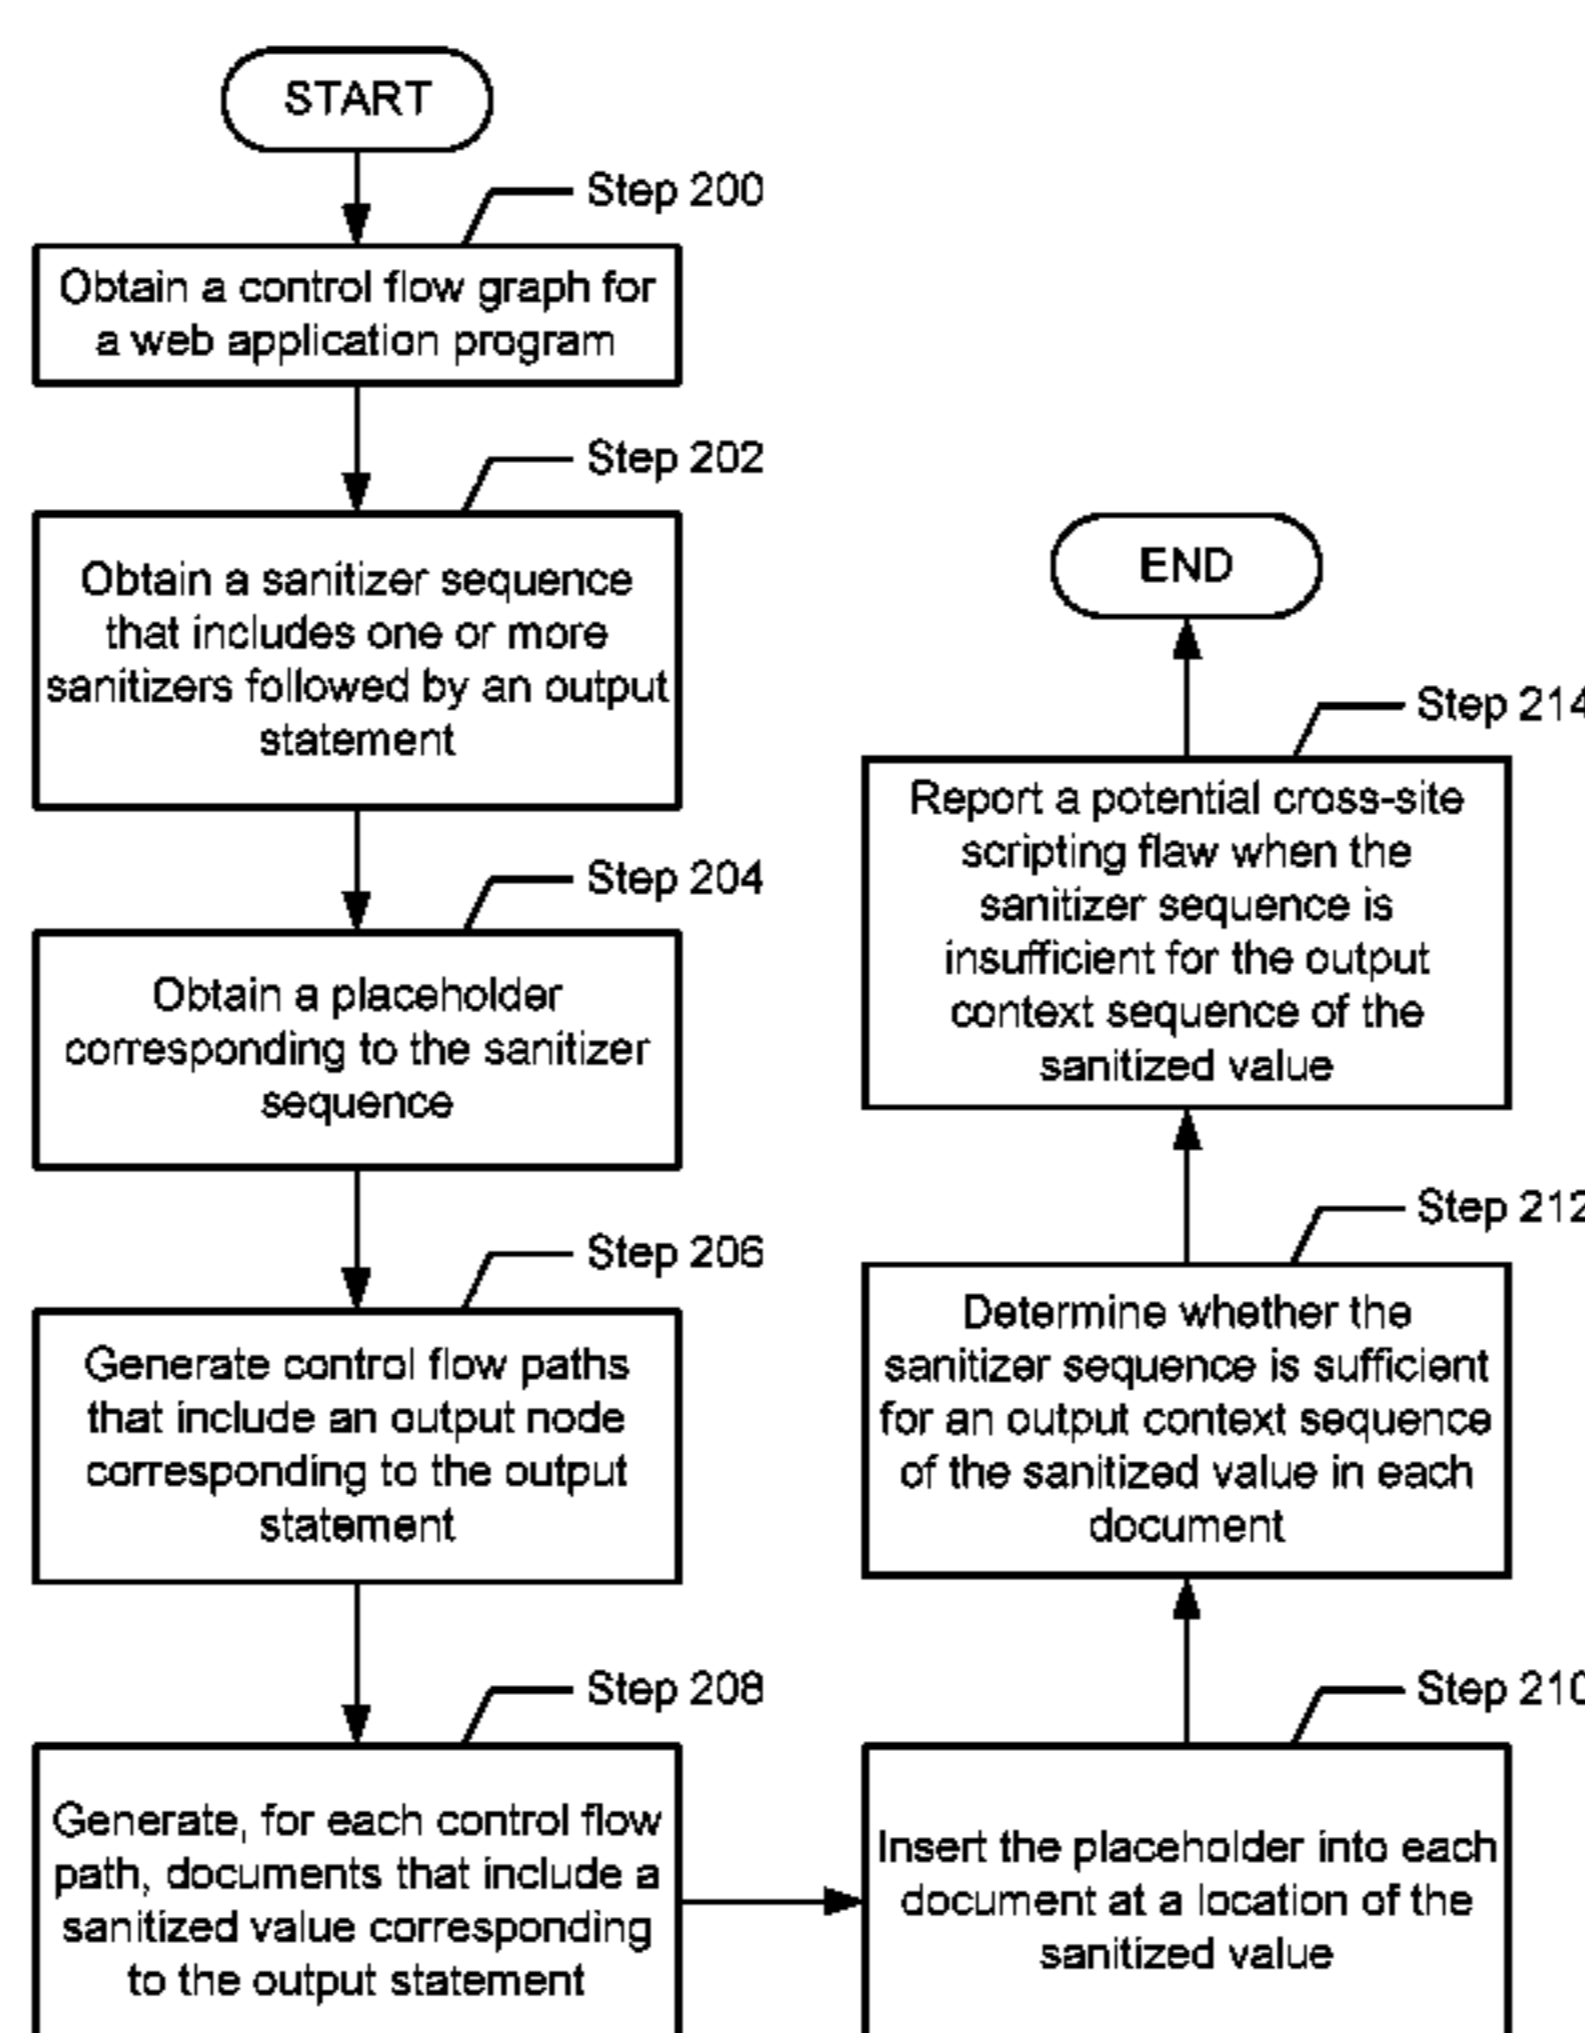 START
Step 200
Obtain a control flow graph for
a web application program
Step 202
Obtain a sanitizer sequence
that includes one or more
sanitizers followed by an output
statement
Step 204
Obtain a placeholder
corresponding to the sanitizer
sequence
Step 206
Generate control flow paths
that include an output node
corresponding to the output
statement
Step 208
Generate, for each control flow
path, documents that include a
sanitized value corresponding
to the output statement
Step 210
Insert the placeholder into each
document at a location of the
sanitized value
Step 212
Determine whether the
sanitizer sequence is sufficient
for an output context sequence
of the sanitized value in each
document
Step 214
Report a potential cross-site
scripting flaw when the
sanitizer sequence is
insufficient for the output
context sequence of the
sanitized value
END